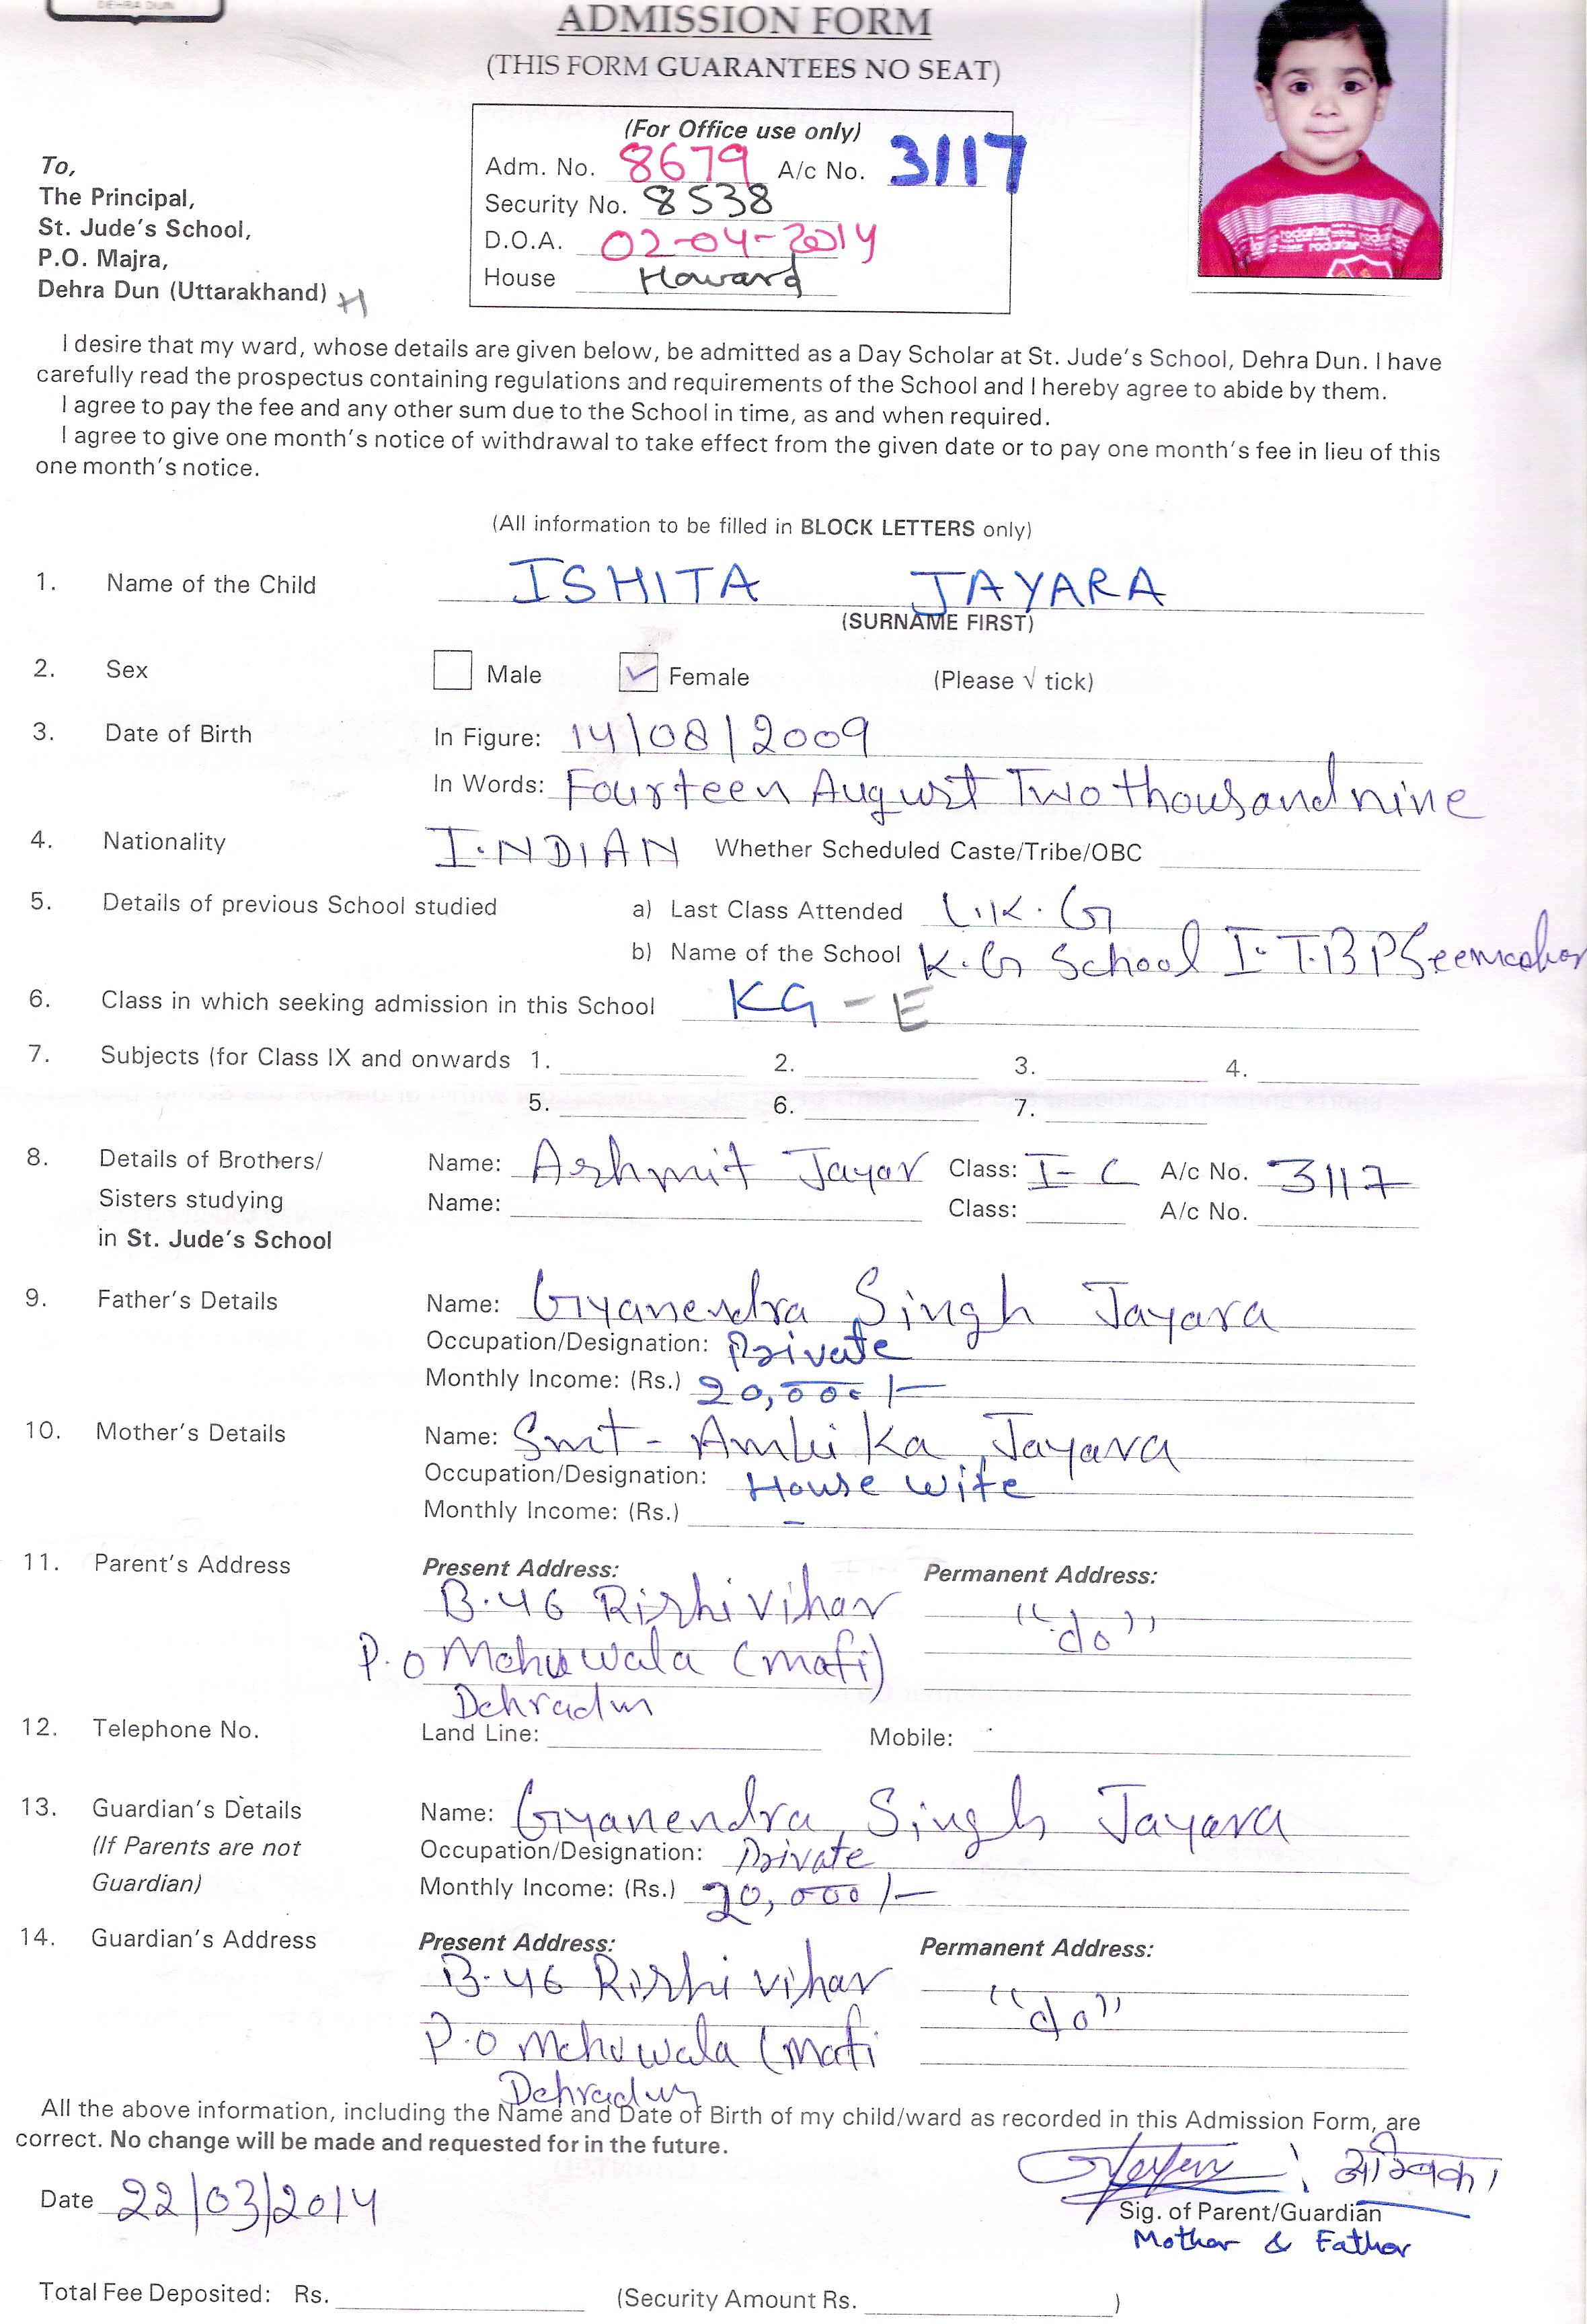 DEHRA DUN
ADMISSION FORM
(THIS FORM GUARANTEES NO SEAT)
(For Office use only)
Adm. No. 8679 A/c No. 3117
Security No. 8538
D.O.A. 02-04-2014
House Howard
To,
The Principal,
St. Jude's School,
P.O. Majra,
Dehra Dun (Uttarakhand) H
I desire that my ward, whose details are given below, be admitted as a Day Scholar at St. Jude's School, Dehra Dun. I have
carefully read the prospectus containing regulations and requirements of the School and I hereby agree to abide by them.
I agree to pay the fee and any other sum due to the School in time, as and when required.
I agree to give one month's notice of withdrawal to take effect from the given date or to pay one month's fee in lieu of this
one month's notice.
(All information to be filled in BLOCK LETTERS only)
1. Name of the Child ISHITA JAYARA
(SURNAME FIRST)
2. Sex Male ✓ Female (Please √ tick)
3. Date of Birth In Figure: 14/08/2009
In Words: Fourteen August Two thousand nine
4. Nationality I.NDIAN Whether Scheduled Caste/Tribe/OBC
5. Details of previous School studied a) Last Class Attended L.K.G
b) Name of the School K.G School I.T.B P
6. Class in which seeking admission in this School KG - E
7. Subjects (for Class IX and onwards 1. 2. 3. 4.
5. 6. 7.
8. Details of Brothers/ Name: Ashmit Jayar Class: I-C A/c No. 3117
Sisters studying Name: Class: A/c No.
in St. Jude's School
9. Father's Details Name: Gyanendra Singh Jayara
Occupation/Designation: Private
Monthly Income: (Rs.) 20,000/-
10. Mother's Details Name: Smt- Ambika Jayara
Occupation/Designation: House wife
Monthly Income: (Rs.) -
11. Parent's Address Present Address: Permanent Address:
B-46 Rishi vihar "do"
P.O Mehuwala (mafi)
Dehradun
12. Telephone No. Land Line: Mobile:
13. Guardian's Details Name: Gyanendra Singh Jayara
(If Parents are not Occupation/Designation: Private
Guardian) Monthly Income: (Rs.) 20,000/-
14. Guardian's Address Present Address: Permanent Address:
B-46 Rishi vihar "do"
P.O Mehuwala (mafi
Dehradun
All the above information, including the Name and Date of Birth of my child/ward as recorded in this Admission Form, are
correct. No change will be made and requested for in the future.
अम्बिका
Date 22/03/2014 Sig. of Parent/Guardian
Mother & Father
Total Fee Deposited: Rs. (Security Amount Rs. )